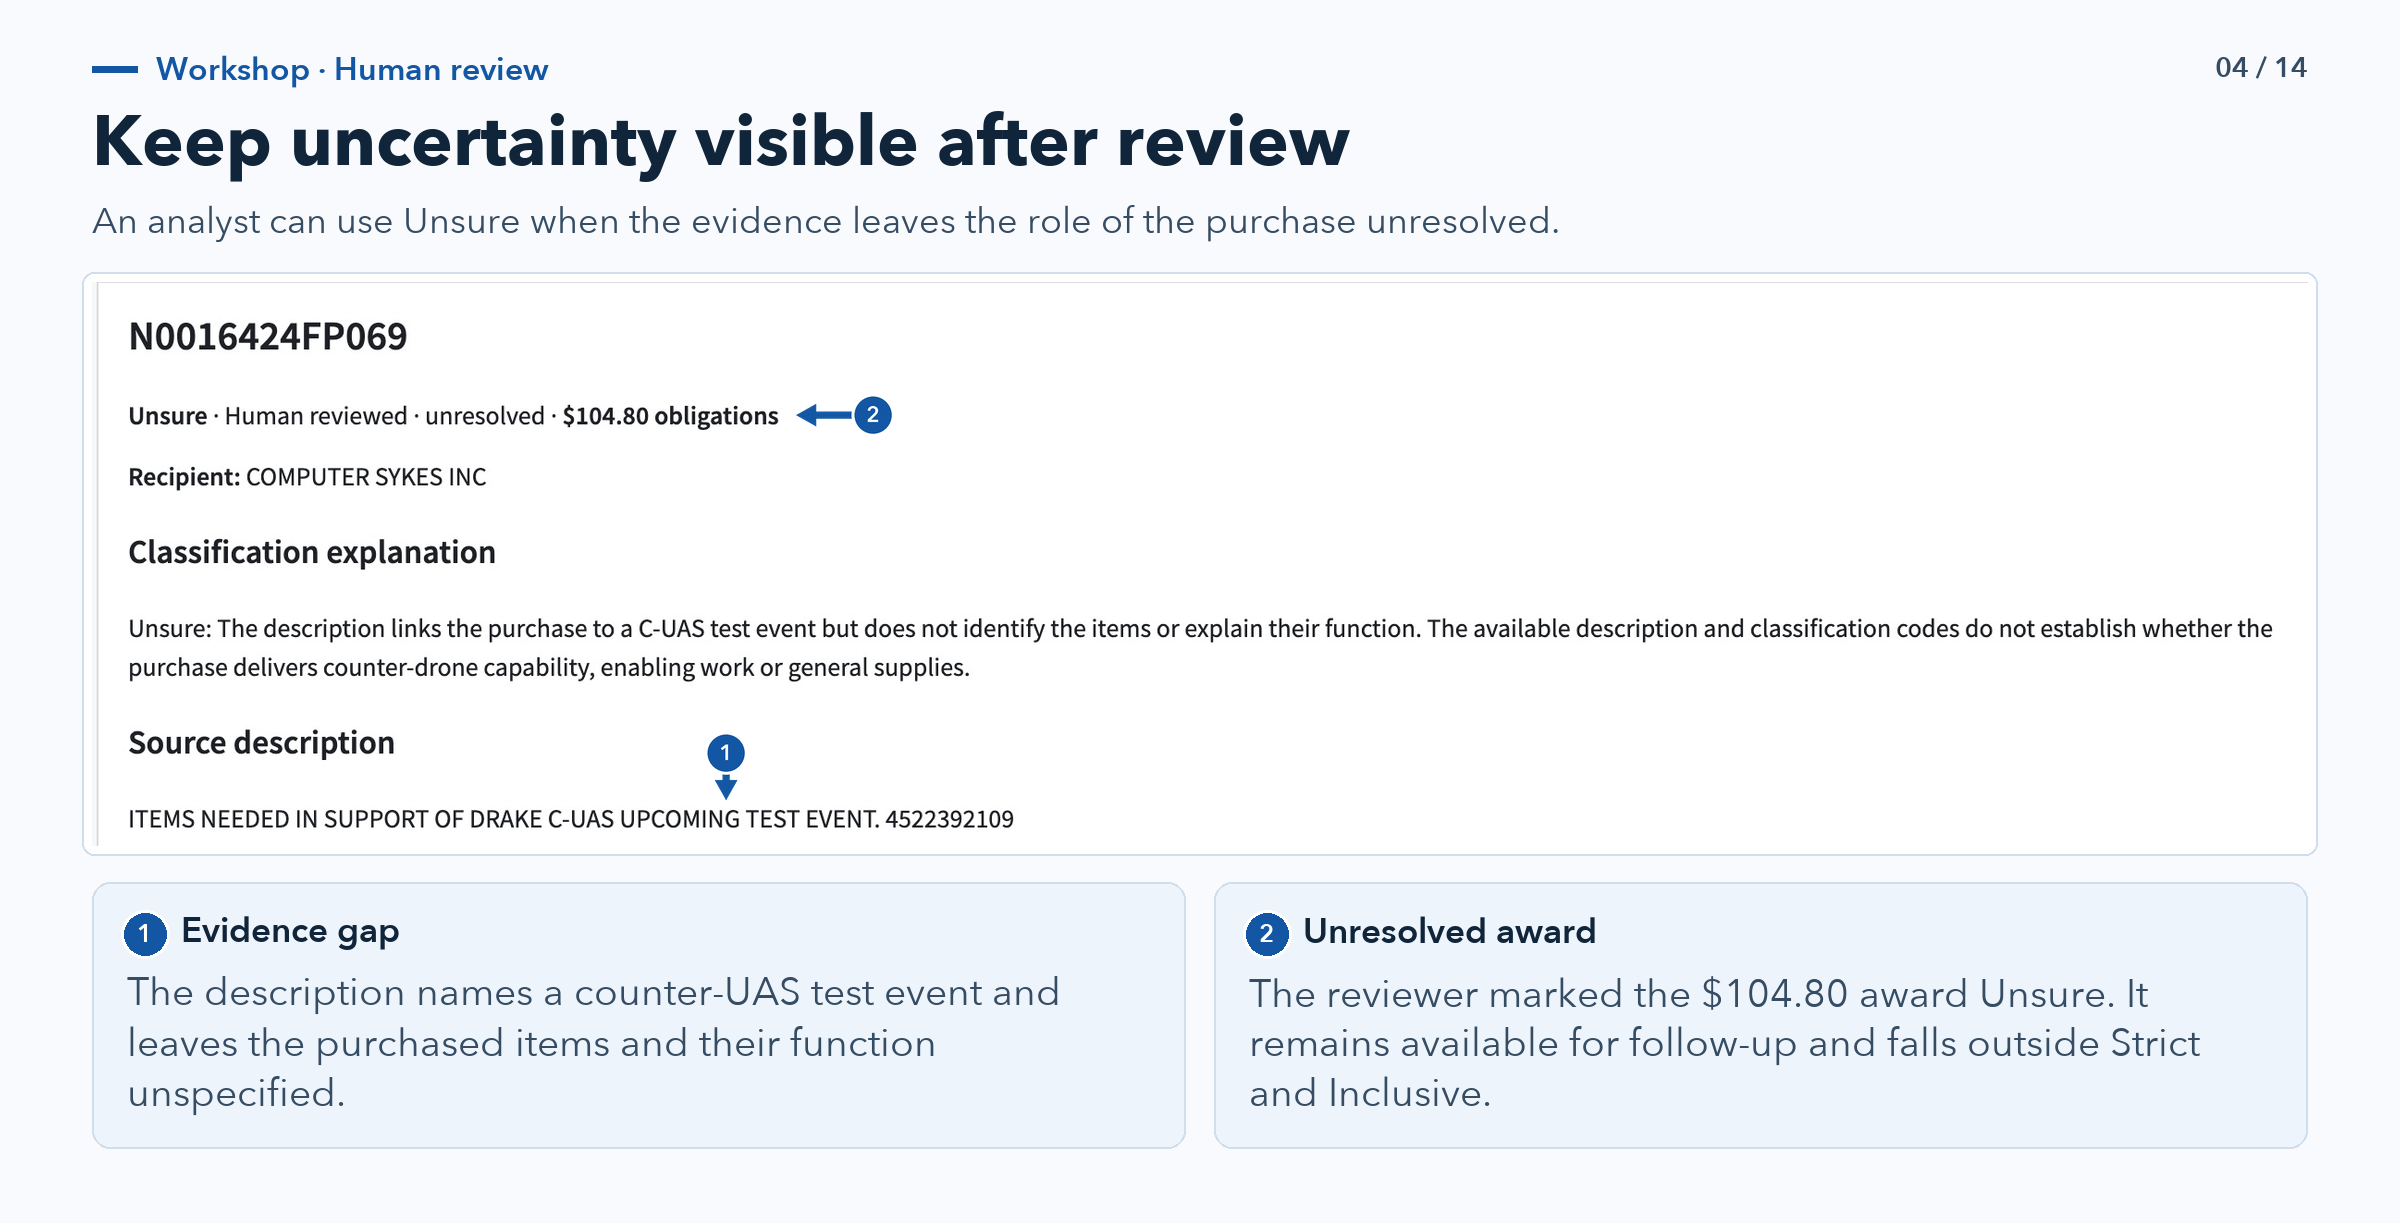 Workshop · Human review
04 / 14
Keep uncertainty visible after review
An analyst can use Unsure when the evidence leaves the role of the purchase unresolved.
N0016424FP069
Unsure · Human reviewed · unresolved · $104.80 obligations
2
Recipient: COMPUTER SYKES INC
Classification explanation
Unsure: The description links the purchase to a C-UAS test event but does not identify the items or explain their function. The available description and classification codes do not establish whether the
purchase delivers counter-drone capability, enabling work or general supplies.
Source description
1
ITEMS NEEDED IN SUPPORT OF DRAKE C-UAS UPCOMING TEST EVENT. 4522392109
1 Evidence gap
The description names a counter-UAS test event and
leaves the purchased items and their function
unspecified.
2 Unresolved award
The reviewer marked the $104.80 award Unsure. It
remains available for follow-up and falls outside Strict
and Inclusive.